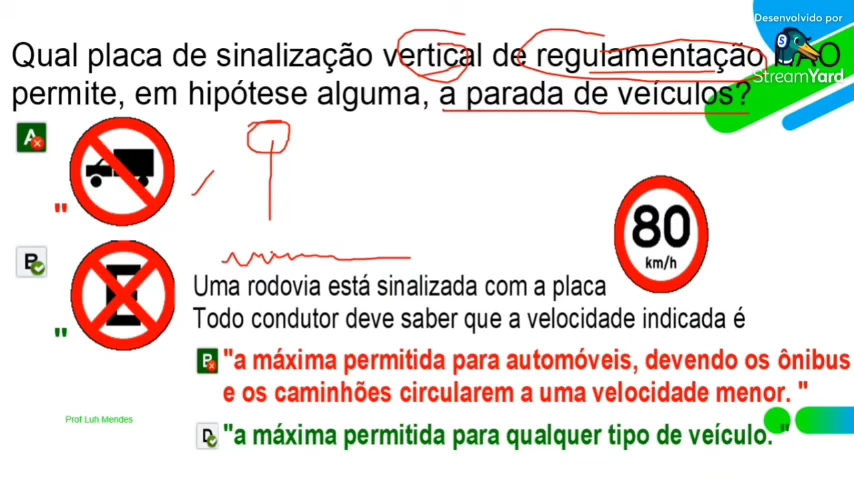 Desenvolvido por
StreamYard
Qual placa de sinalização vertical de regulamentação NÃO
permite, em hipótese alguma, a parada de veículos?
A
"
80
km/h
B
E
"
Uma rodovia está sinalizada com a placa
Todo condutor deve saber que a velocidade indicada é
B "a máxima permitida para automóveis, devendo os ônibus
e os caminhões circularem a uma velocidade menor. "
Prof Luh Mendes
D "a máxima permitida para qualquer tipo de veículo. "